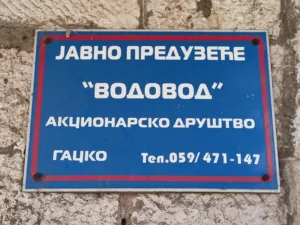 ЈАВНО ПРЕДУЗЕЋЕ
"ВОДОВОД"
АКЦИОНАРСКО ДРУШТВО
ГАЦКО Тел.059/471-147